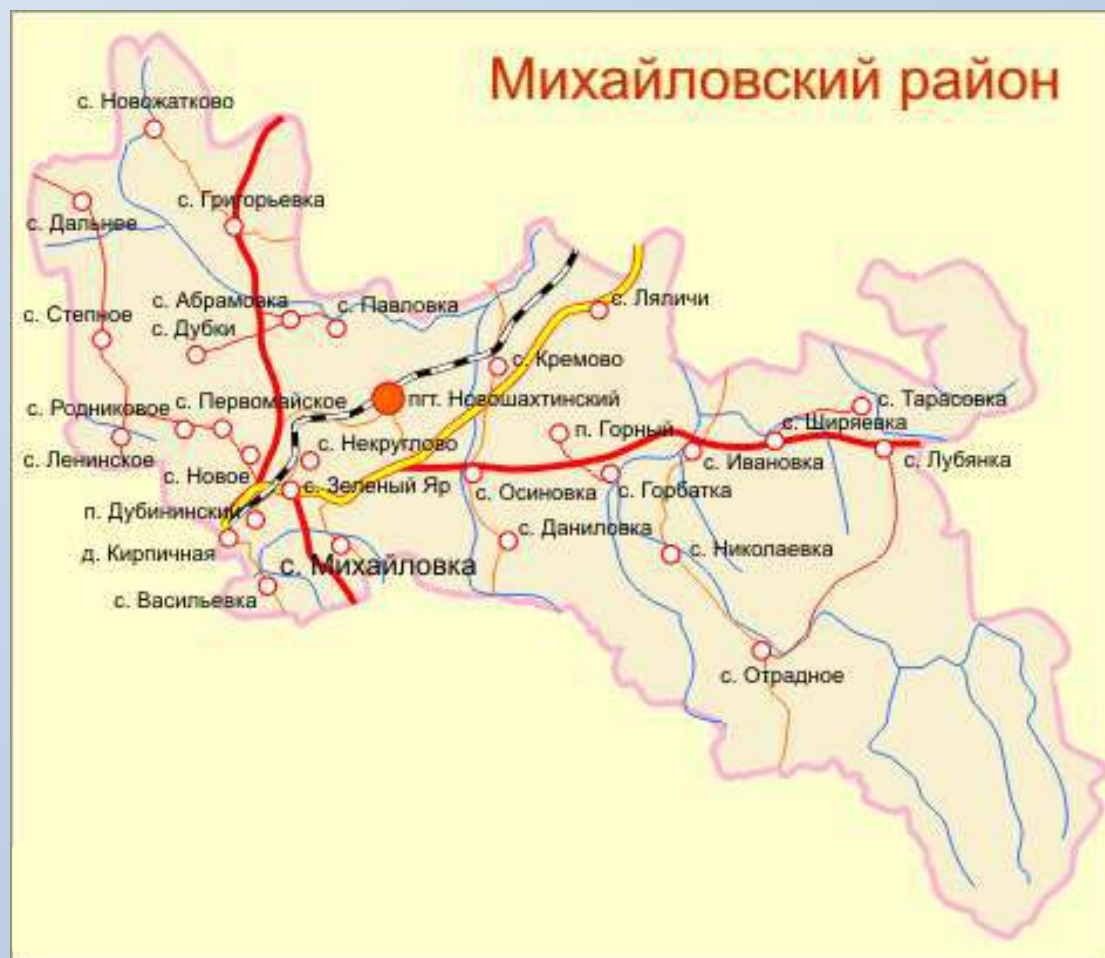 Михайловский район
с. Новожатково
с. Григорьевка
с. Дальнее
с. Абрамовка
с. Павловка
с. Ляличи
с. Степное
с. Дубки
с. Кремово
пгт. Новошахтинский
с. Тарасовка
с. Родниковое
с. Первомайское
п. Горный
с. Ширяевка
с. Некруглово
с. Ленинское
с. Ивановка
с. Лубянка
с. Новое
с. Зеленый Яр
с. Осиновка
с. Горбатка
п. Дубининский
с. Даниловка
с. Николаевка
д. Кирпичная
с. Михайловка
с. Васильевка
с. Отрадное